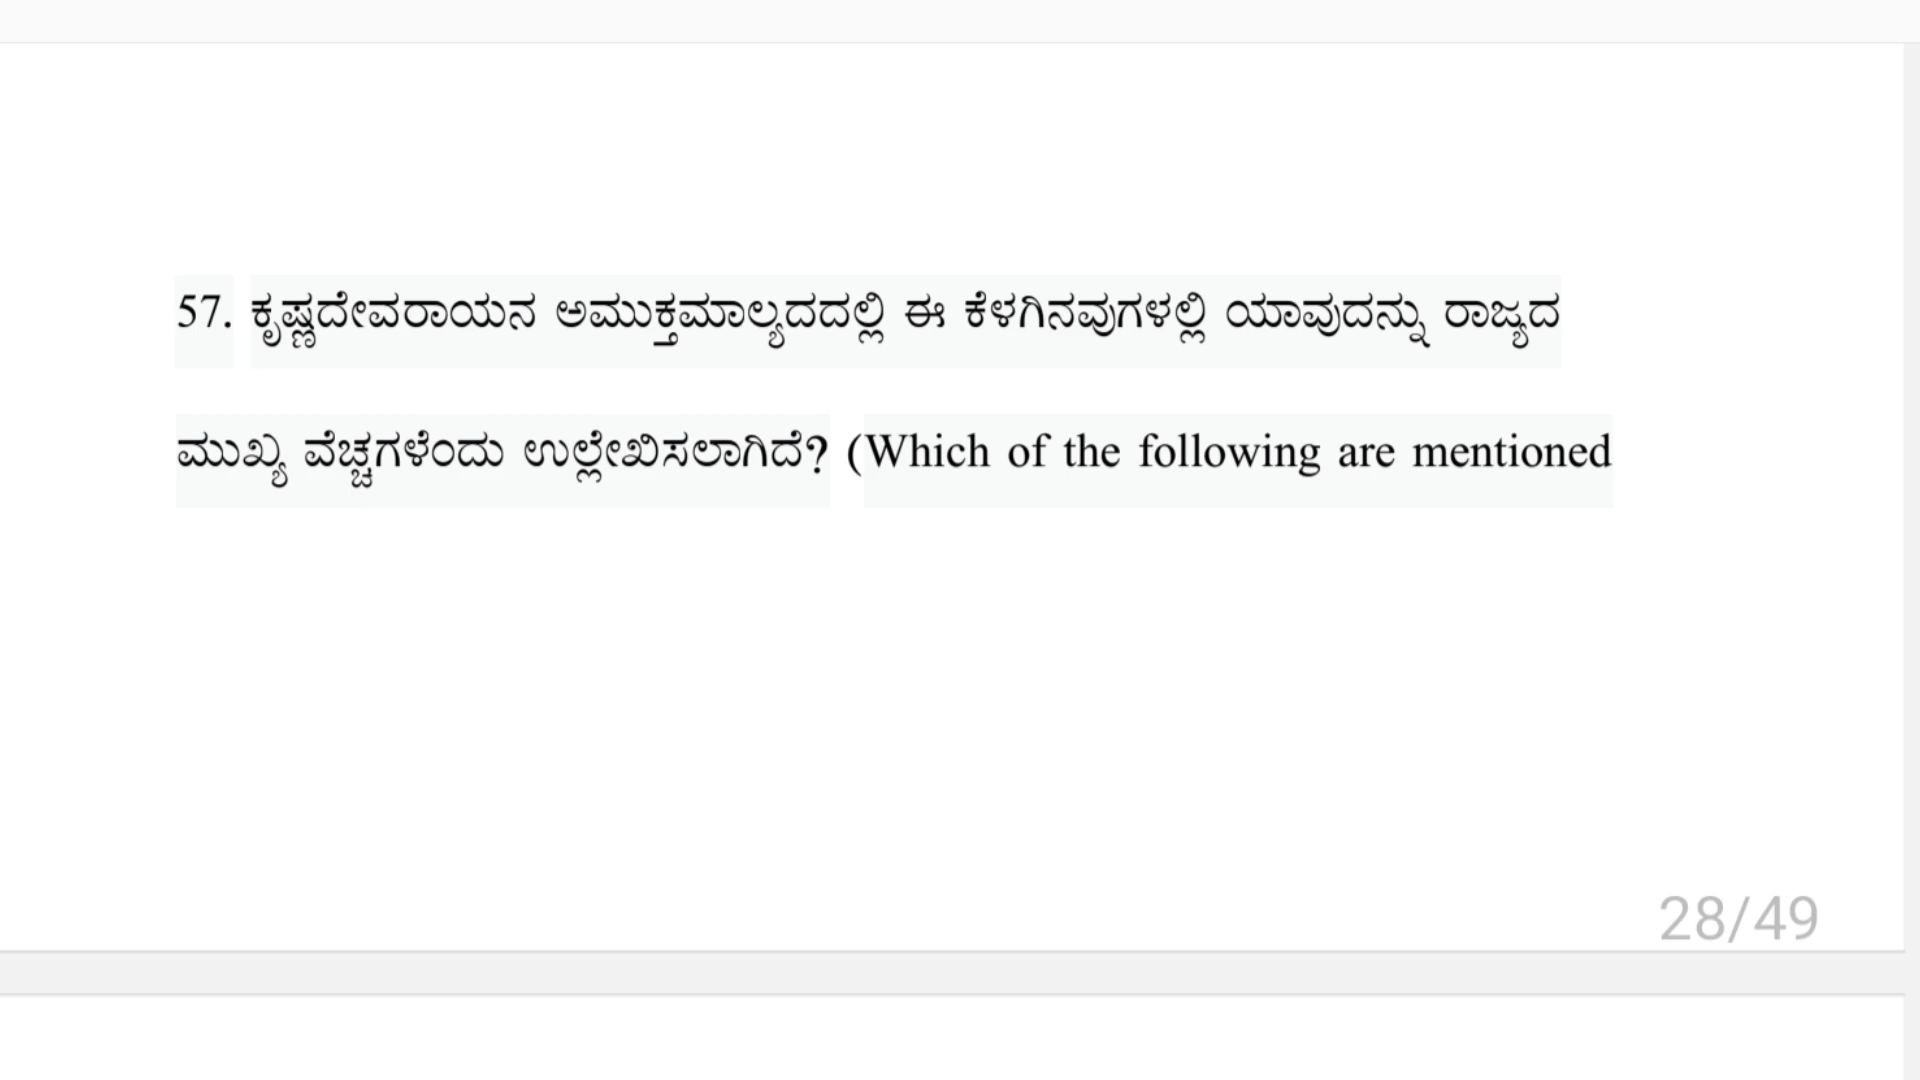 57. ಕೃಷ್ಣದೇವರಾಯನ ಅಮುಕ್ತಮಾಲ್ಯದದಲ್ಲಿ ಈ ಕೆಳಗಿನವುಗಳಲ್ಲಿ ಯಾವುದನ್ನು ರಾಜ್ಯದ
ಮುಖ್ಯ ವೆಚ್ಚಗಳೆಂದು ಉಲ್ಲೇಖಿಸಲಾಗಿದೆ? (Which of the following are mentioned
28/49